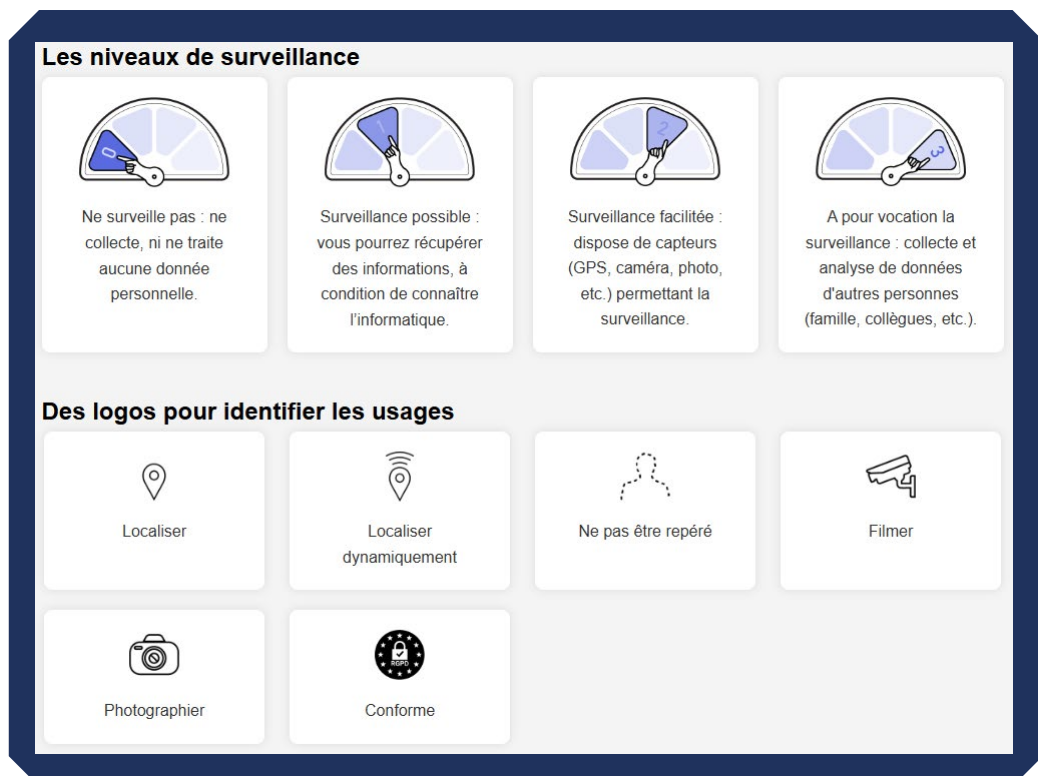 Les niveaux de surveillance
0
Ne surveille pas : ne
collecte, ni ne traite
aucune donnée
personnelle.
1
Surveillance possible :
vous pourrez récupérer
des informations, à
condition de connaître
l'informatique.
2
Surveillance facilitée :
dispose de capteurs
(GPS, caméra, photo,
etc.) permettant la
surveillance.
3
A pour vocation la
surveillance : collecte et
analyse de données
d'autres personnes
(famille, collègues, etc.).
Des logos pour identifier les usages
Localiser
Localiser
dynamiquement
Ne pas être repéré
Filmer
Photographier
RGPD
Conforme